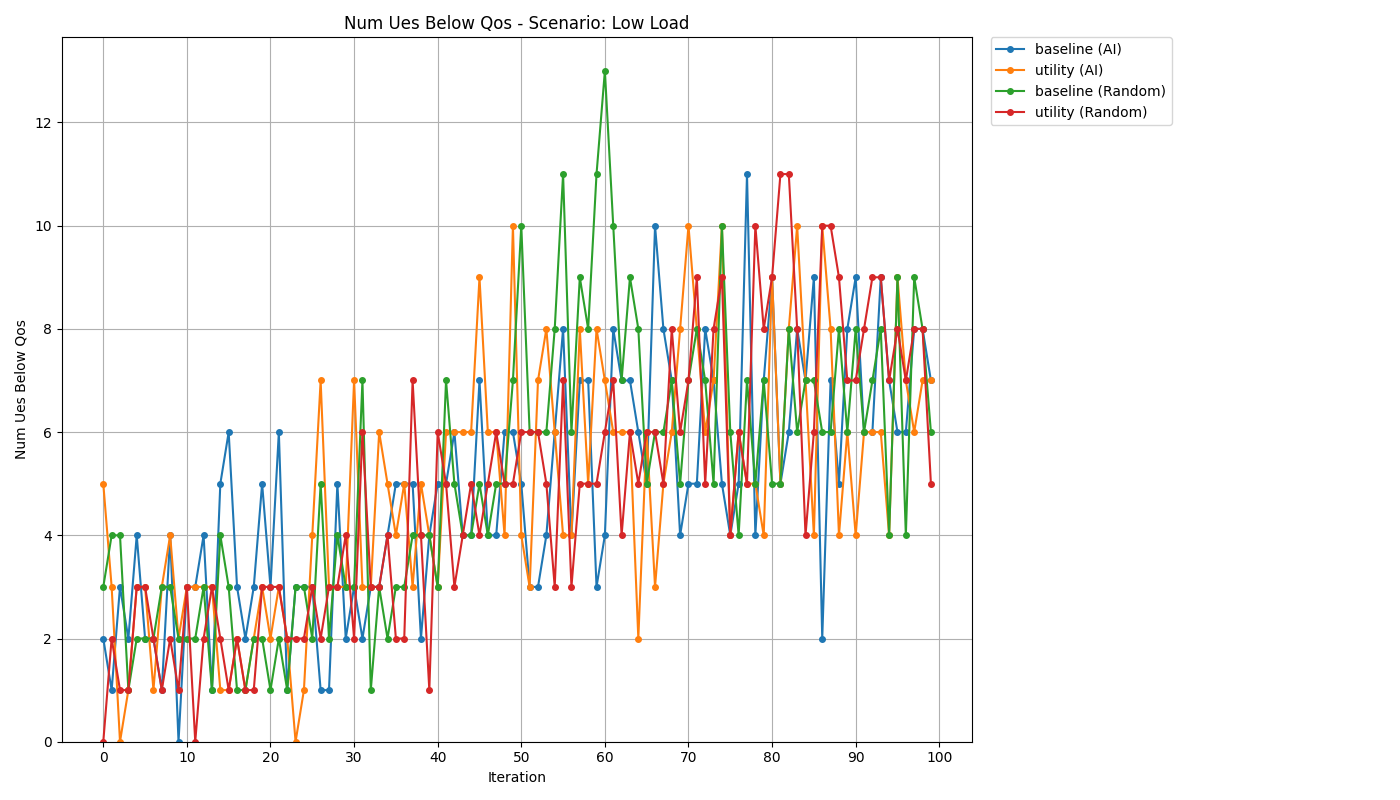 Num Ues Below Qos - Scenario: Low Load
baseline (AI)
utility (AI)
baseline (Random)
utility (Random)
Num Ues Below Qos
12
10
8
6
4
2
0
0 10 20 30 40 50 60 70 80 90 100
Iteration